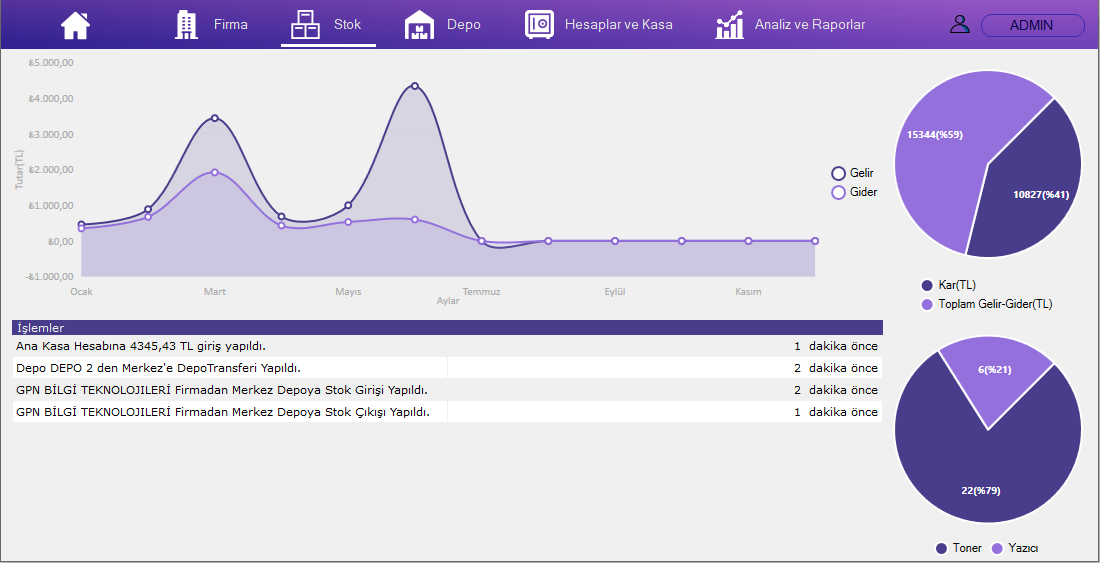 Firma
Stok
Depo
Hesaplar ve Kasa
Analiz ve Raporlar
ADMIN
₺5.000,00
₺4.000,00
₺3.000,00
₺2.000,00
₺1.000,00
₺0,00
-₺1.000,00
Tutar(TL)
Ocak
Mart
Mayıs
Temmuz
Eylül
Kasım
Aylar
Gelir
Gider
15344(%59)
10827(%41)
Kar(TL)
Toplam Gelir-Gider(TL)
İşlemler
Ana Kasa Hesabına 4345,43 TL giriş yapıldı. 1 dakika önce
Depo DEPO 2 den Merkez'e DepoTransferi Yapıldı. 2 dakika önce
GPN BİLGİ TEKNOLOJILERİ Firmadan Merkez Depoya Stok Girişi Yapıldı. 2 dakika önce
GPN BİLGİ TEKNOLOJILERİ Firmadan Merkez Depoya Stok Çıkışı Yapıldı. 1 dakika önce
6(%21)
22(%79)
Toner
Yazıcı